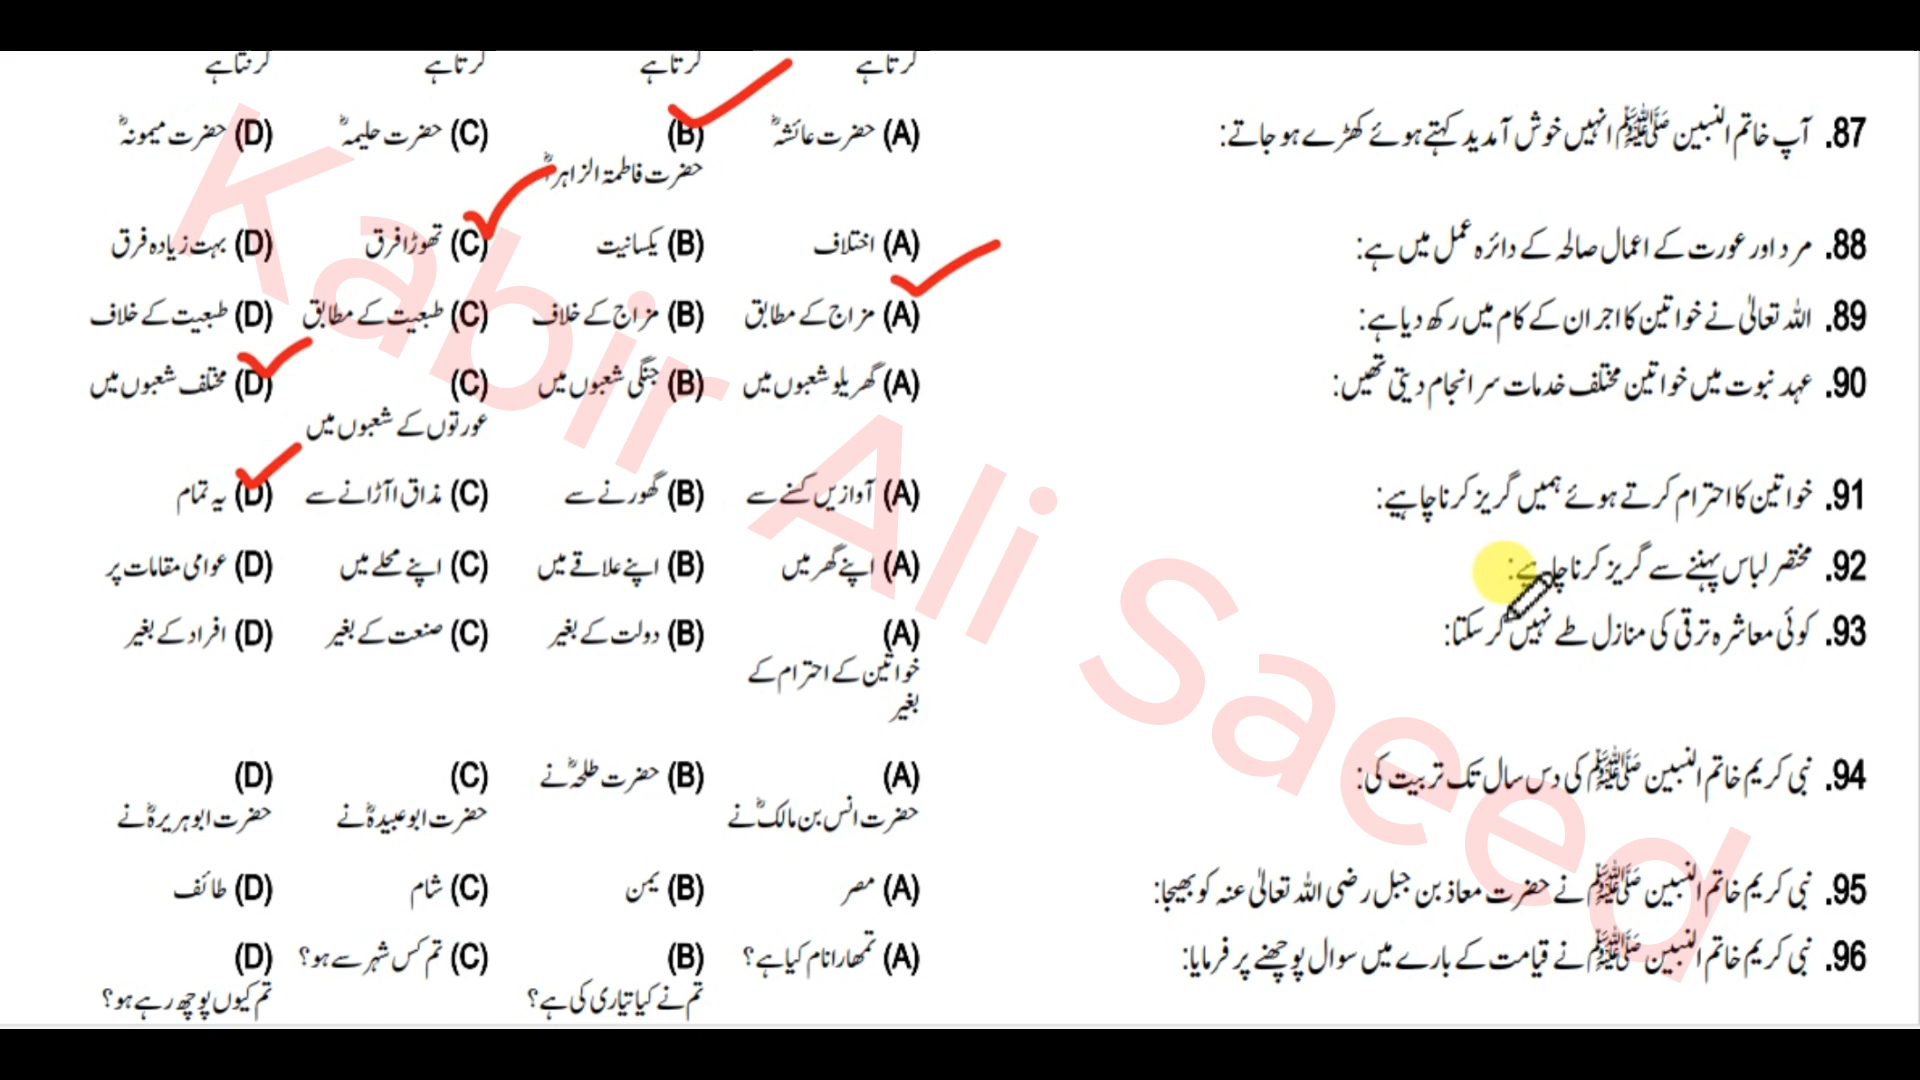 کرتا ہے کرتا ہے کرتا ہے کرتا ہے
87. آپ خاتم النبیین ﷺ انہیں خوش آمدید کہتے ہوئے کھڑے ہو جاتے: (A) حضرت عائشہؓ (B) (C) حضرت حلیمہؓ (D) حضرت میمونہؓ
حضرت فاطمۃ الزاہراؓ
88. مرد اور عورت کے اعمال صالحہ کے دائرہ عمل میں ہے: (A) اختلاف (B) یکسانیت (C) تھوڑا فرق (D) بہت زیادہ فرق
89. اللہ تعالیٰ نے خواتین کا اجر ان کے کام میں رکھ دیا ہے: (A) مزاج کے مطابق (B) مزاج کے خلاف (C) طبعیت کے مطابق (D) طبعیت کے خلاف
90. عہد نبوت میں خواتین مختلف خدمات سر انجام دیتی تھیں: (A) گھریلو شعبوں میں (B) جنگی شعبوں میں (C) (D) مختلف شعبوں میں
عورتوں کے شعبوں میں
91. خواتین کا احترام کرتے ہوئے ہمیں گریز کرنا چاہیے: (A) آوازیں کسنے سے (B) گھورنے سے (C) مذاق اآڑانے سے (D) یہ تمام
92. مختصر لباس پہننے سے گریز کرنا چاہیے: (A) اپنے گھر میں (B) اپنے علاقے میں (C) اپنے محلے میں (D) عوامی مقامات پر
93. کوئی معاشرہ ترقی کی منازل طے نہیں کر سکتا: (A) (B) دولت کے بغیر (C) صنعت کے بغیر (D) افراد کے بغیر
خواتین کے احترام کے
بغیر
94. نبی کریم خاتم النبیین ﷺ کی دس سال تک تربیت کی: (A) (B) حضرت طلحہؓ نے (C) (D)
حضرت انس بن مالکؓ نے حضرت ابو عبیدہؓ نے حضرت ابو ہریرہؓ نے
95. نبی کریم خاتم النبیین ﷺ نے حضرت معاذ بن جبل رضی اللہ تعالیٰ عنہ کو بھیجا: (A) مصر (B) یمن (C) شام (D) طائف
96. نبی کریم خاتم النبیین ﷺ نے قیامت کے بارے میں سوال پوچھنے پر فرمایا: (A) تمھارا نام کیا ہے؟ (B) (C) تم کس شہر سے ہو؟ (D)
تم نے کیا تیاری کی ہے؟ تم کیوں پوچھ رہے ہو؟
Kabir Ali Saeed